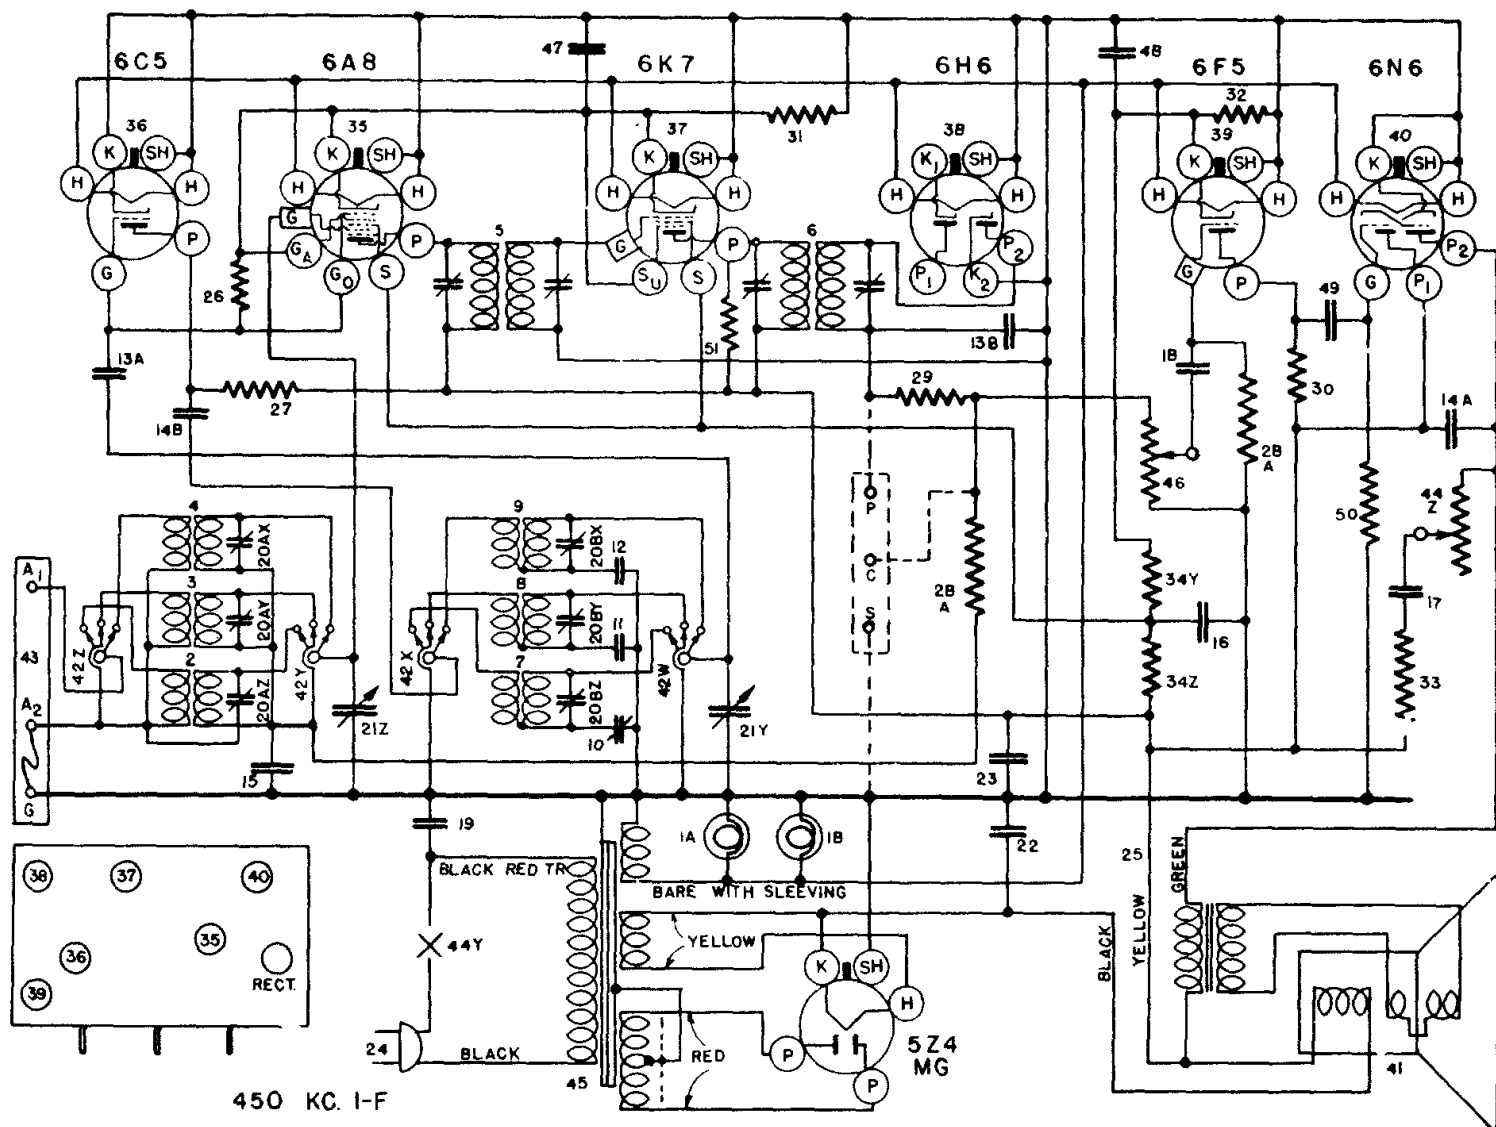 6C5
6A8
47
6K7
6H6
48
6F5
6N6
36
35
37
31
38
32
39
40
K
SH
K
SH
K
SH
K1
SH
K
SH
K
SH
H
H
H
H
H
H
H
H
H
H
H
H
G
P
GA
GO
S
P
G
5
G
SU
S
P
6
P1
K2
P2
G
P
G
P1
P2
26
13A
51
13B
18
49
27
14B
29
30
14A
46
28
A
50
44
Z
4
20AX
9
20BX
12
P
C
S
28
A
34Y
17
A1
43
A2
G
3
20AY
42Z
2
20AZ
42Y
21Z
15
8
20BY
11
42X
7
20BZ
42W
10
21Y
16
34Z
33
23
19
1A
1B
22
25
BLACK RED TR
BARE WITH SLEEVING
GREEN
YELLOW
BLACK
38
37
40
36
35
39
RECT.
44Y
YELLOW
K
SH
H
24
BLACK
45
RED
P
P
5Z4
MG
41
450 KC. I-F